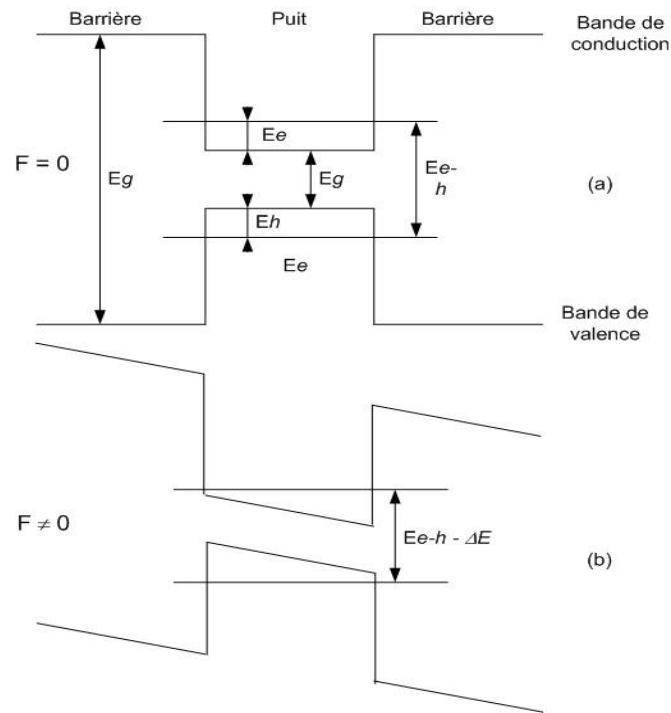 Barrière Puit Barrière
Bande de
conduction
Ee
F = 0
Eg
Eg
Ee-
h
(a)
Eh
Ee
Bande de
valence
F ≠ 0
Ee-h - ΔE
(b)